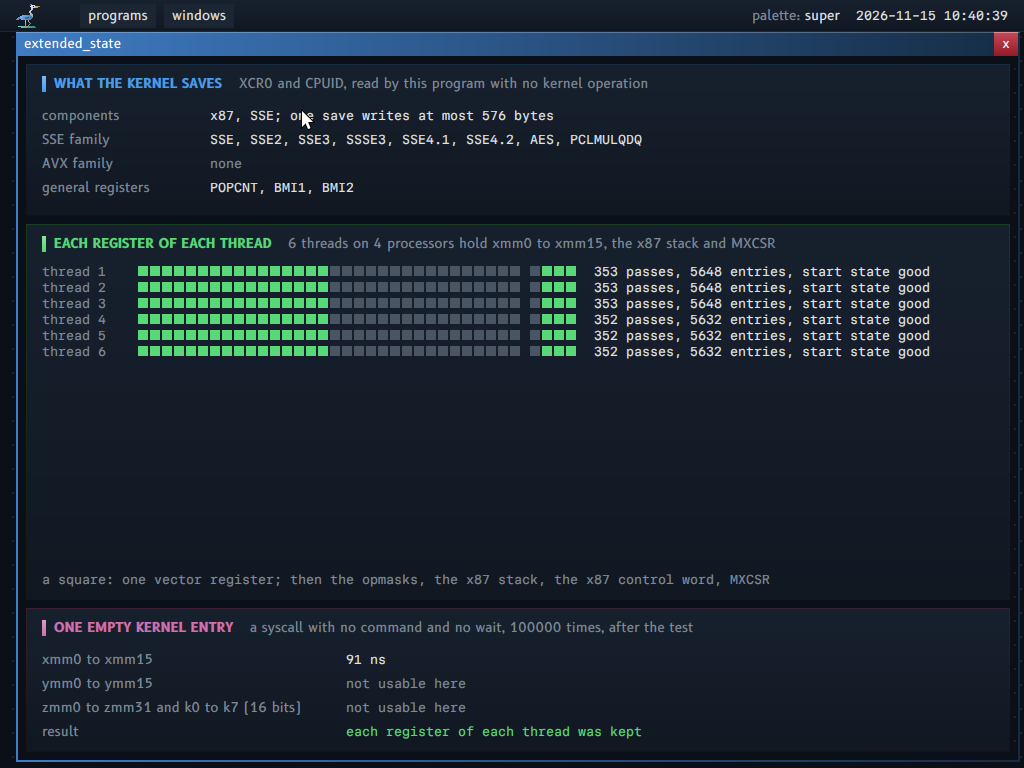 programs windows palette: super 2026-11-15 10:40:39
extended_state x
WHAT THE KERNEL SAVES XCR0 and CPUID, read by this program with no kernel operation
components x87, SSE; one save writes at most 576 bytes
SSE family SSE, SSE2, SSE3, SSSE3, SSE4.1, SSE4.2, AES, PCLMULQDQ
AVX family none
general registers POPCNT, BMI1, BMI2
EACH REGISTER OF EACH THREAD 6 threads on 4 processors hold xmm0 to xmm15, the x87 stack and MXCSR
thread 1 353 passes, 5648 entries, start state good
thread 2 353 passes, 5648 entries, start state good
thread 3 353 passes, 5648 entries, start state good
thread 4 352 passes, 5632 entries, start state good
thread 5 352 passes, 5632 entries, start state good
thread 6 352 passes, 5632 entries, start state good
a square: one vector register; then the opmasks, the x87 stack, the x87 control word, MXCSR
ONE EMPTY KERNEL ENTRY a syscall with no command and no wait, 100000 times, after the test
xmm0 to xmm15 91 ns
ymm0 to ymm15 not usable here
zmm0 to zmm31 and k0 to k7 (16 bits) not usable here
result each register of each thread was kept